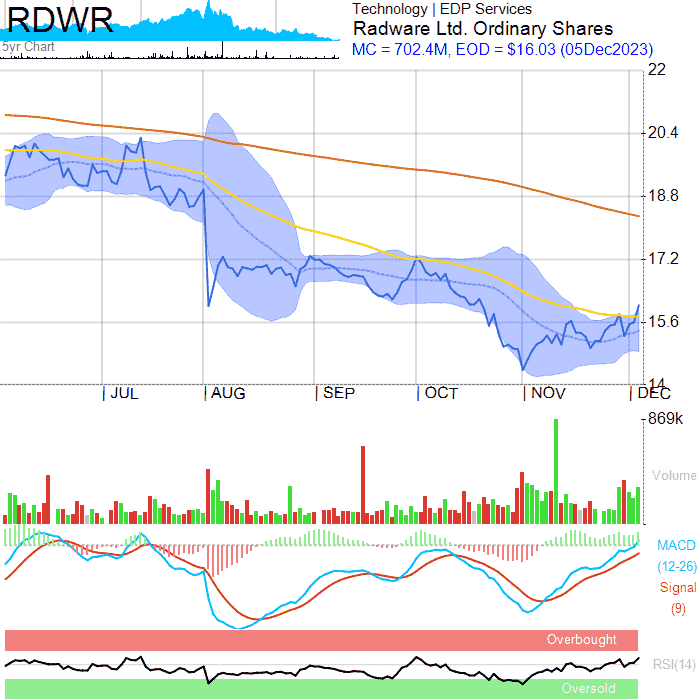 RDWR
5yr Chart
Technology | EDP Services
Radware Ltd. Ordinary Shares
MC = 702.4M, EOD = $16.03 (05Dec2023)
22
20.4
18.8
17.2
15.6
14
JUL AUG SEP OCT NOV DEC
869k
Volume
MACD
(12-26)
Signal
(9)
Overbought
RSI(14)
Oversold